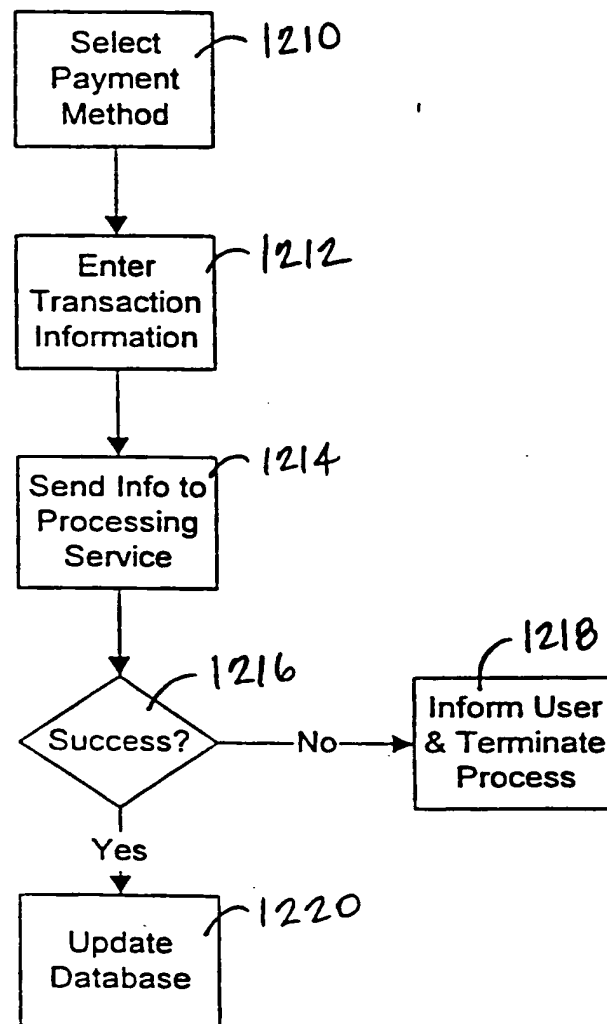 Select
Payment
Method
1210
Enter
Transaction
Information
1212
Send Info to
Processing
Service
1214
Success?
1216
No
Inform User
& Terminate
Process
1218
Yes
Update
Database
1220